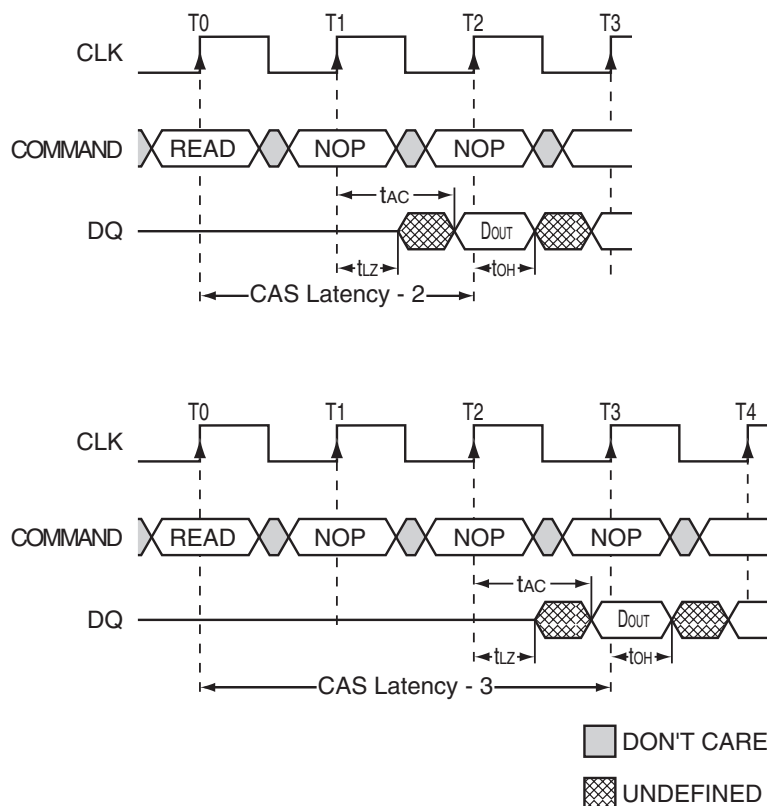 T0 T1 T2 T3
CLK
COMMAND READ NOP NOP
tAC
DQ DOUT
tLZ tOH
CAS Latency - 2
T0 T1 T2 T3 T4
CLK
COMMAND READ NOP NOP NOP
tAC
DQ DOUT
tLZ tOH
CAS Latency - 3
DON'T CARE
UNDEFINED